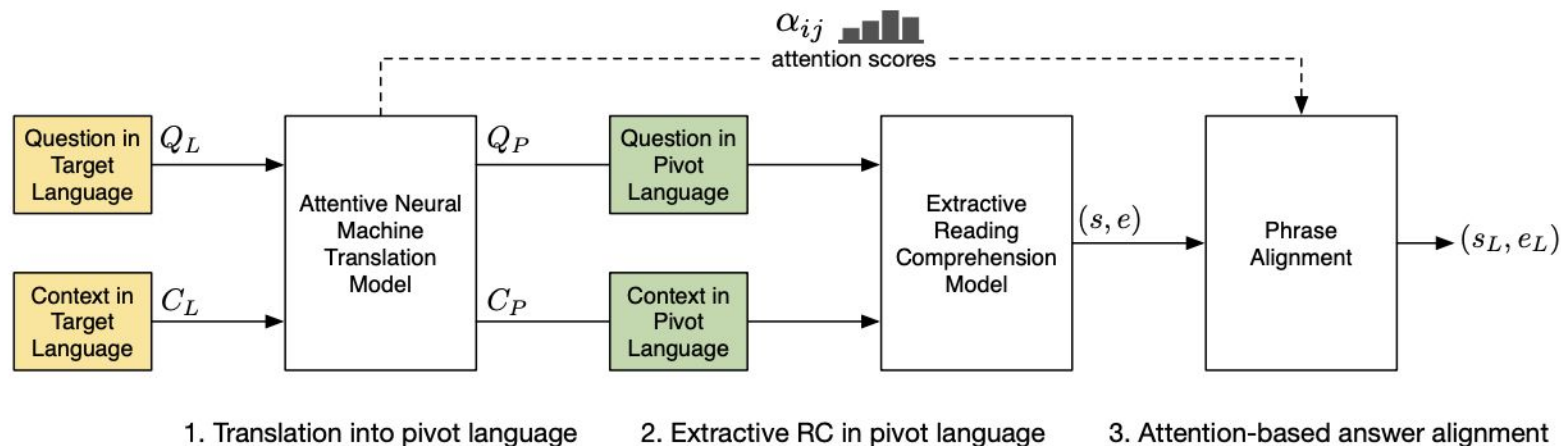 α_{ij}
attention scores
Question in
Target
Language
Q_L
Attentive Neural
Machine
Translation
Model
Q_P
Question in
Pivot
Language
Extractive
Reading
Comprehension
Model
(s, e)
Phrase
Alignment
(s_L, e_L)
Context in
Target
Language
C_L
C_P
Context in
Pivot
Language
1. Translation into pivot language
2. Extractive RC in pivot language
3. Attention-based answer alignment